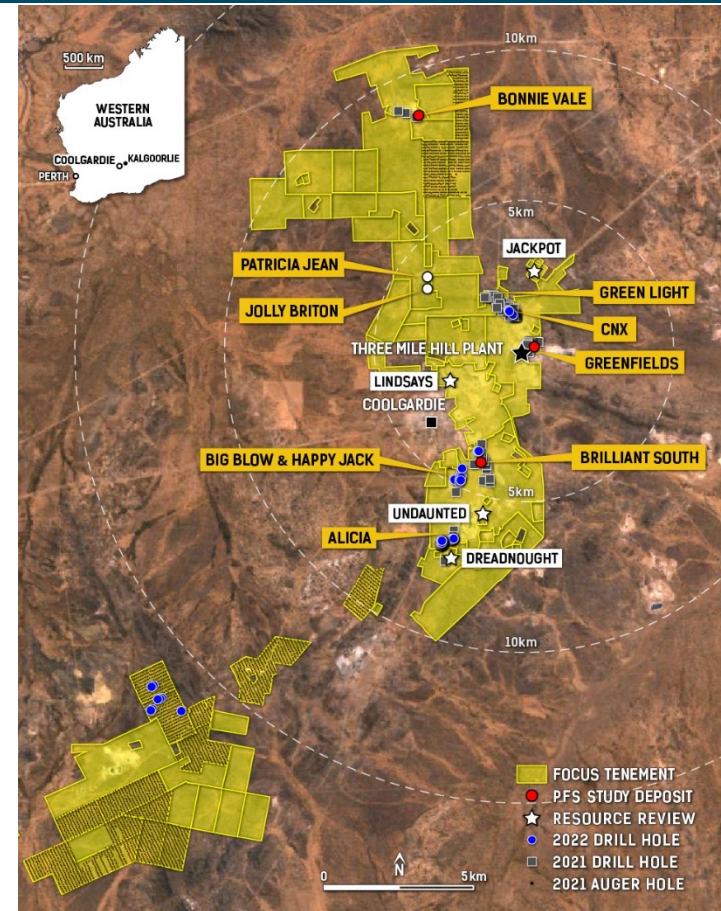 10km
500 km
WESTERN
AUSTRALIA
COOLGARDIE
KALGOORLIE
PERTH
BONNIE VALE
5km
JACKPOT
PATRICIA JEAN
GREEN LIGHT
JOLLY BRITON
CNX
THREE MILE HILL PLANT
GREENFIELDS
LINDSAYS
COOLGARDIE
BIG BLOW & HAPPY JACK
BRILLIANT SOUTH
5km
UNDAUNTED
ALICIA
DREADNOUGHT
10km
FOCUS TENEMENT
PFS STUDY DEPOSIT
RESOURCE REVIEW
2022 DRILL HOLE
2021 DRILL HOLE
2021 AUGER HOLE
N
0 5km